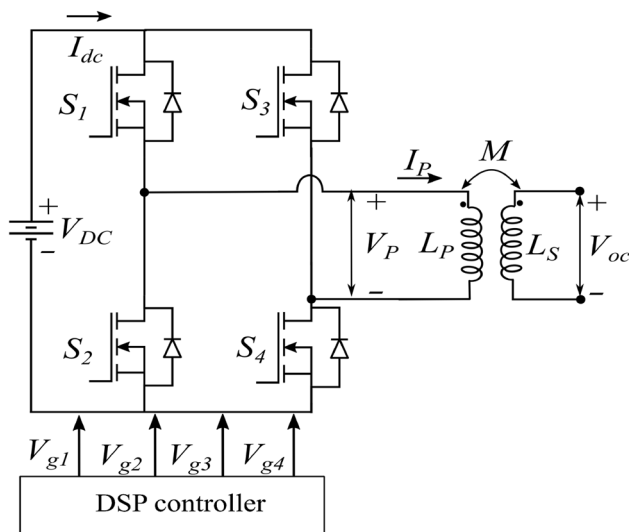 I_dc
S_1
S_3
I_P
M
+
V_DC
-
+
V_P
-
L_P
L_S
+
V_oc
-
S_2
S_4
V_g1
V_g2
V_g3
V_g4
DSP controller